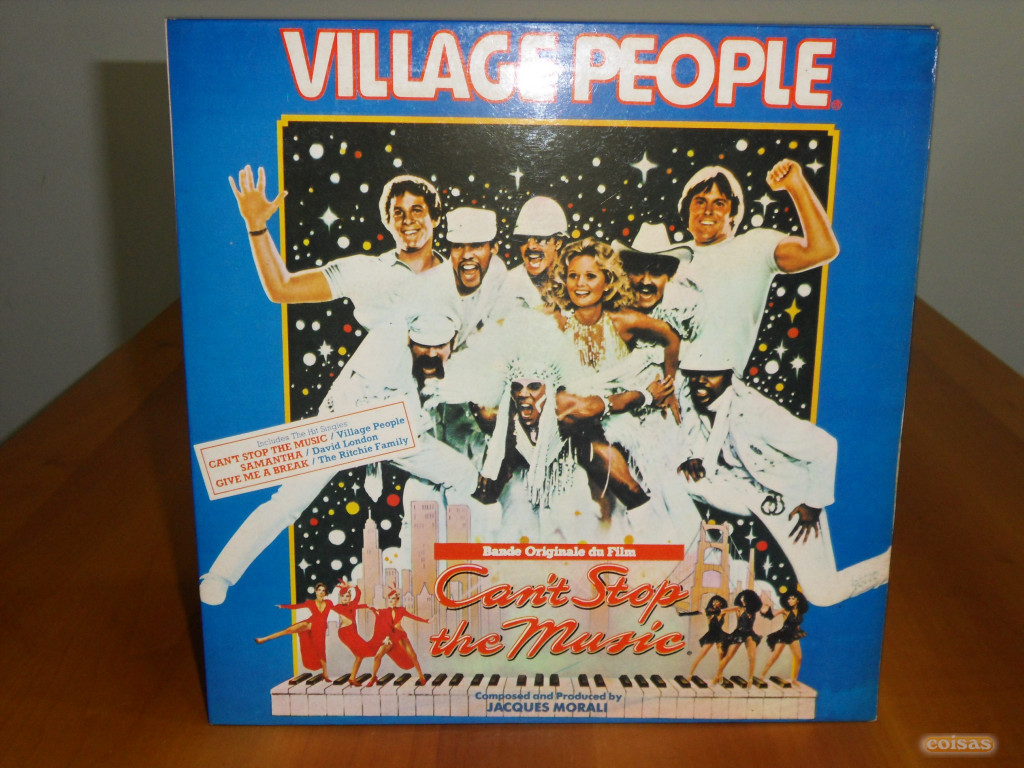 VILLAGE PEOPLE
Includes The Hit Singles
CAN'T STOP THE MUSIC / Village People
SAMANTHA / David London
GIVE ME A BREAK / The Ritchie Family
Bande Originale du Film
Can't Stop
the Music
Composed and Produced by
JACQUES MORALI
coisas